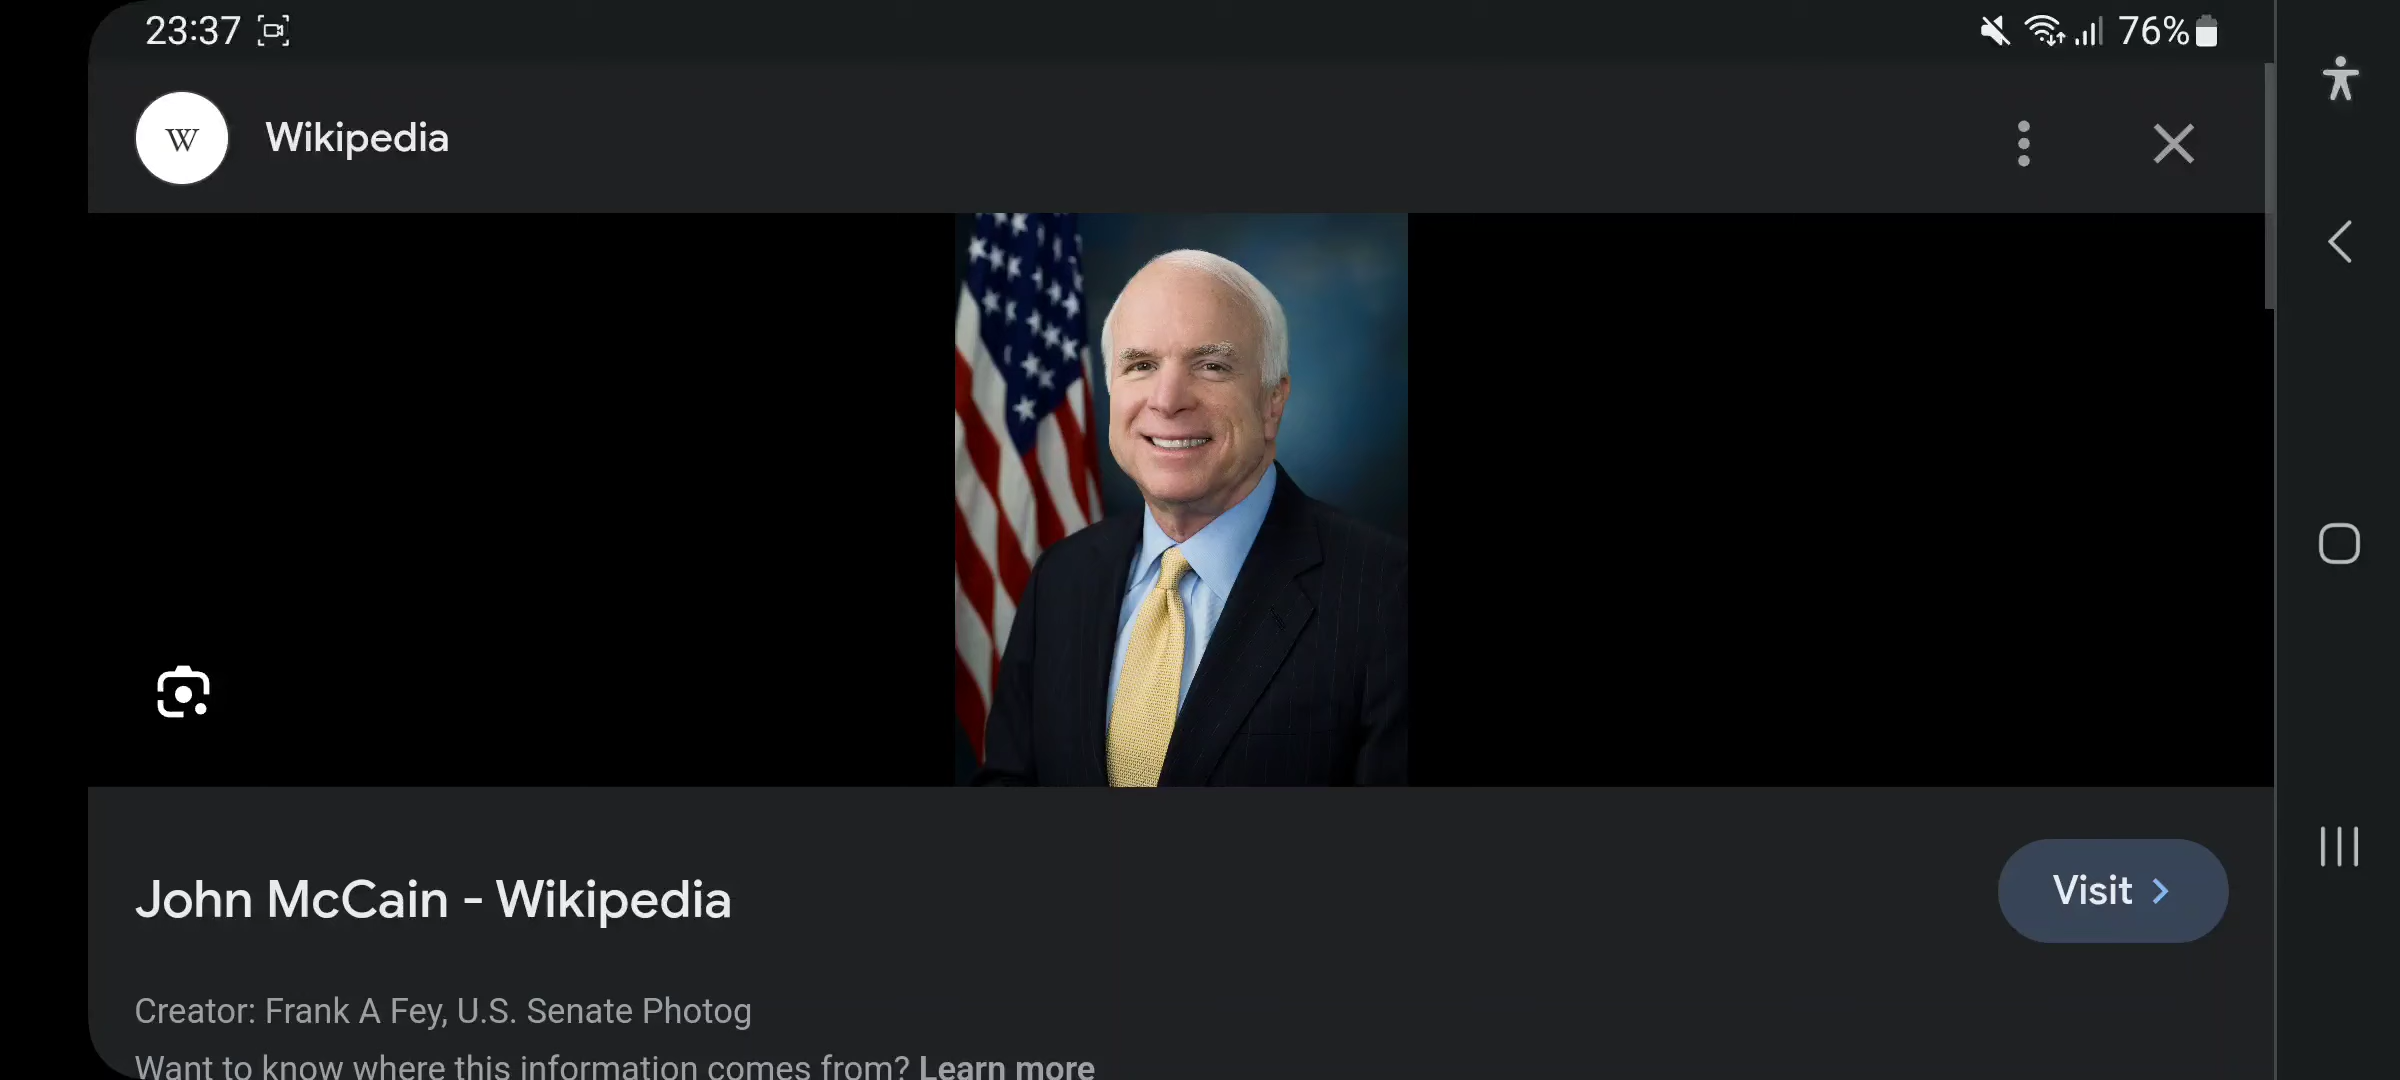 23:37
76%
W
Wikipedia
John McCain - Wikipedia
Visit
Creator: Frank A Fey, U.S. Senate Photog
Want to know where this information comes from? Learn more